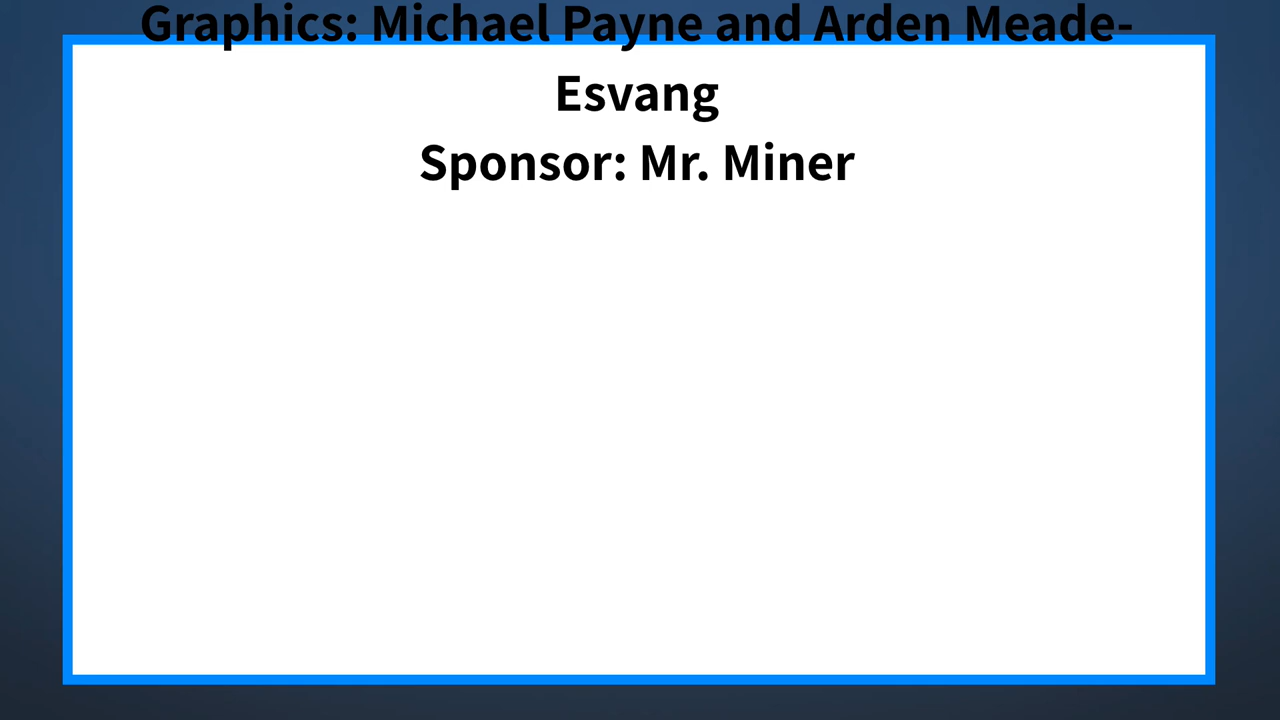 Graphics: Michael Payne and Arden Meade-
Esvang
Sponsor: Mr. Miner